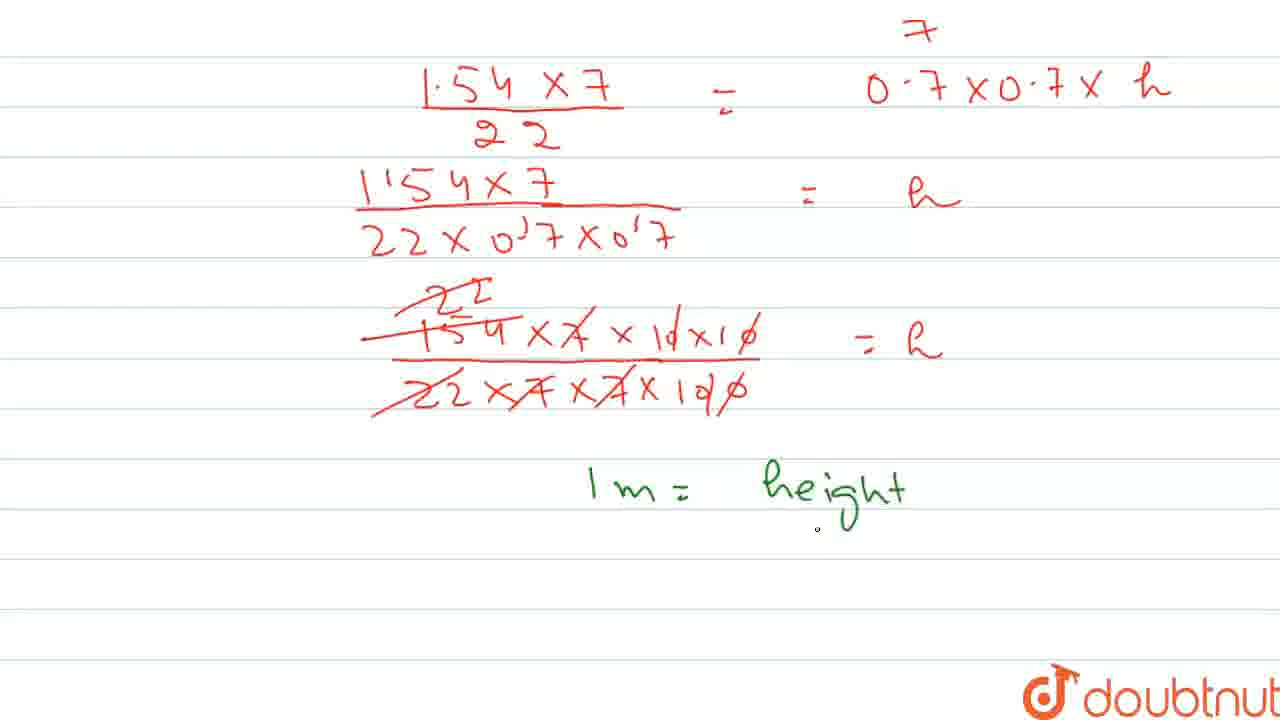 7
1.54 × 7 = 0.7 × 0.7 × h
22
1.54 × 7 = h
22 × 0.7 × 0.7
22
154 × 7 × 10 × 10 = h
22 × 7 × 7 × 100
1 m = height
doubtnut